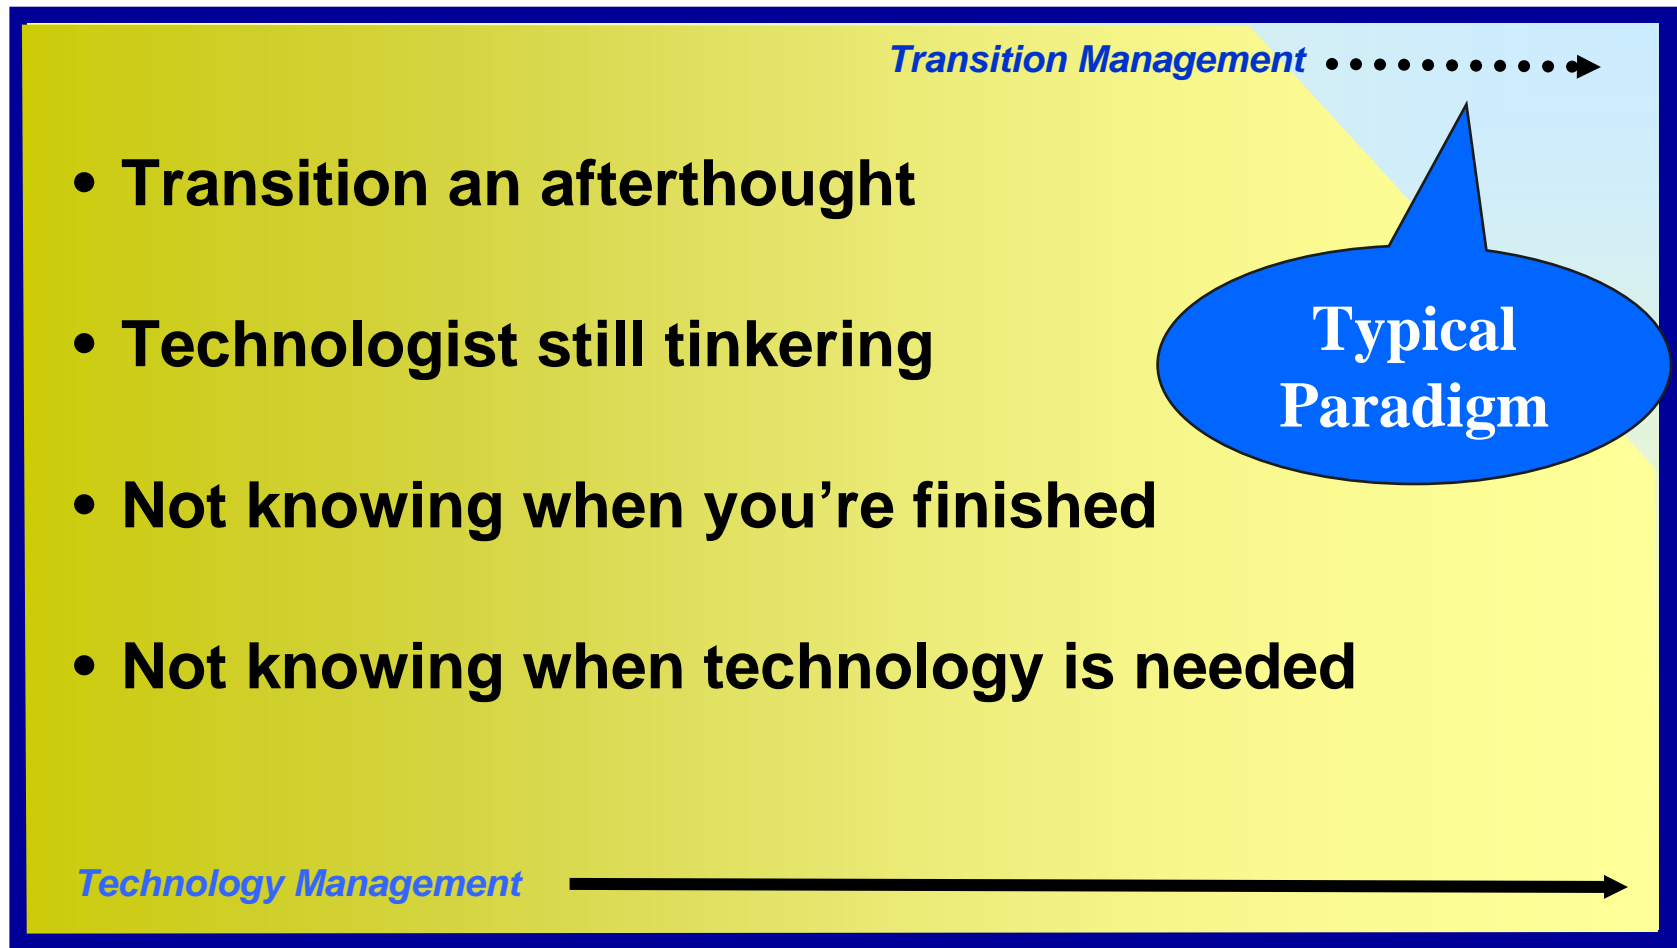 Transition Management
• Transition an afterthought
• Technologist still tinkering
• Not knowing when you’re finished
• Not knowing when technology is needed
Typical
Paradigm
Technology Management